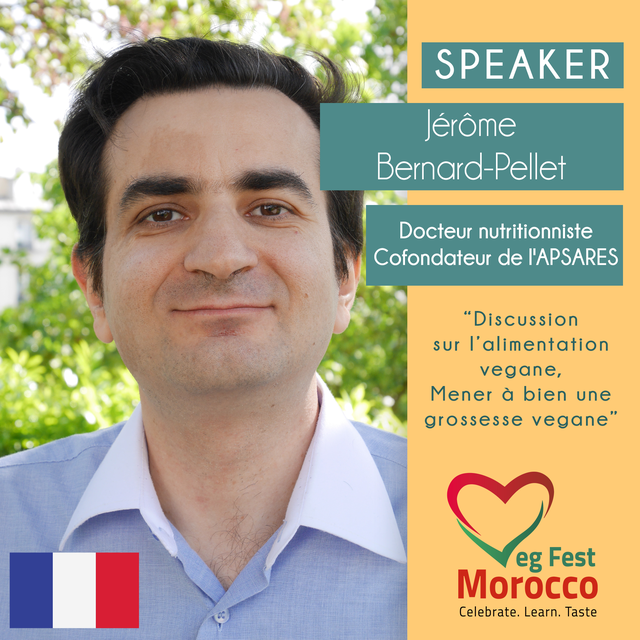 SPEAKER
Jérôme
Bernard-Pellet
Docteur nutritionniste
Cofondateur de l'APSARES
“Discussion
sur l’alimentation
vegane,
Mener à bien une
grossesse vegane”
Veg Fest
Morocco
Celebrate. Learn. Taste